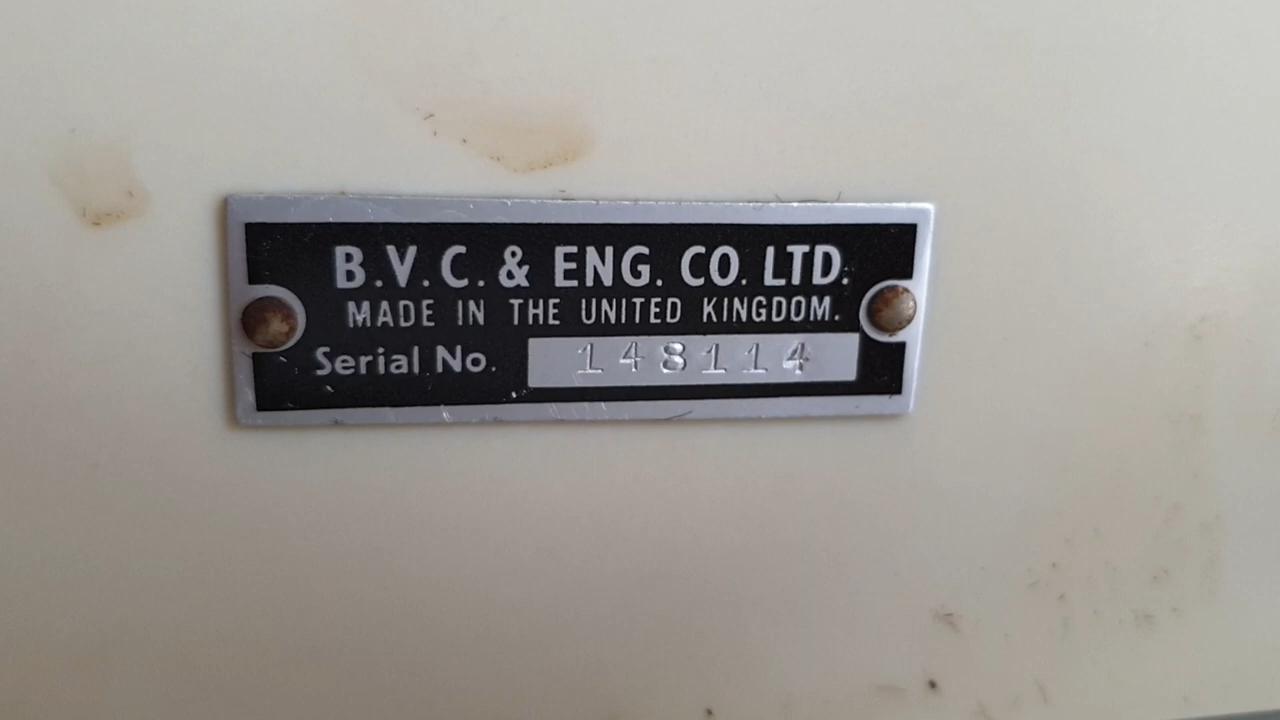 B.V.C. & ENG. CO. LTD.
MADE IN THE UNITED KINGDOM.
Serial No. 148114